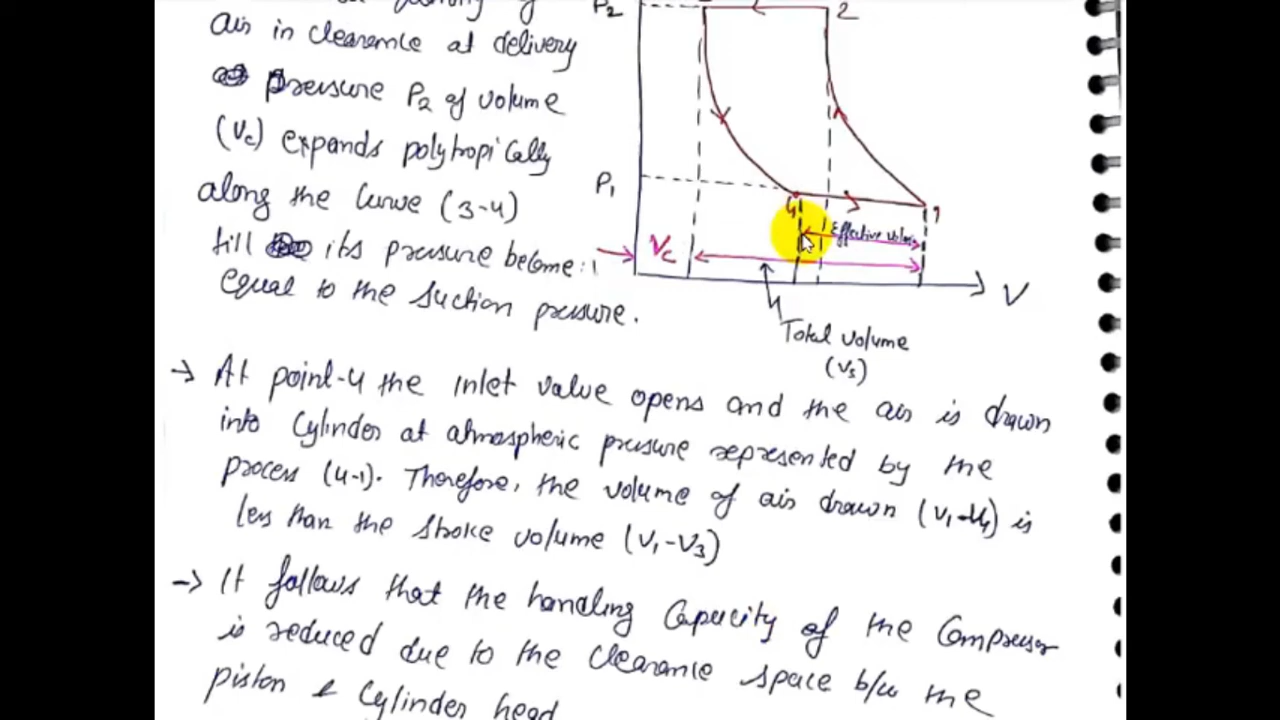 of
air in clearance at delivery
pressure P2 of volume
(Vc) expands polytropically
along the curve (3-4)
till its pressure become
equal to the suction pressure.
P2
2
P1
4
1
Effective volum
Vc
V
Total volume
(Vs)
→ At point-4 the inlet value opens and the air is drawn
into Cylinder at atmospheric pressure represented by the
process (4-1). Therefore, the volume of air drawn (V1-V4) is
less than the stroke volume (V1-V3)
→ It follows that the handling Capacity of the Compressor
is reduced due to the clearance space b/w the
piston & Cylinder head